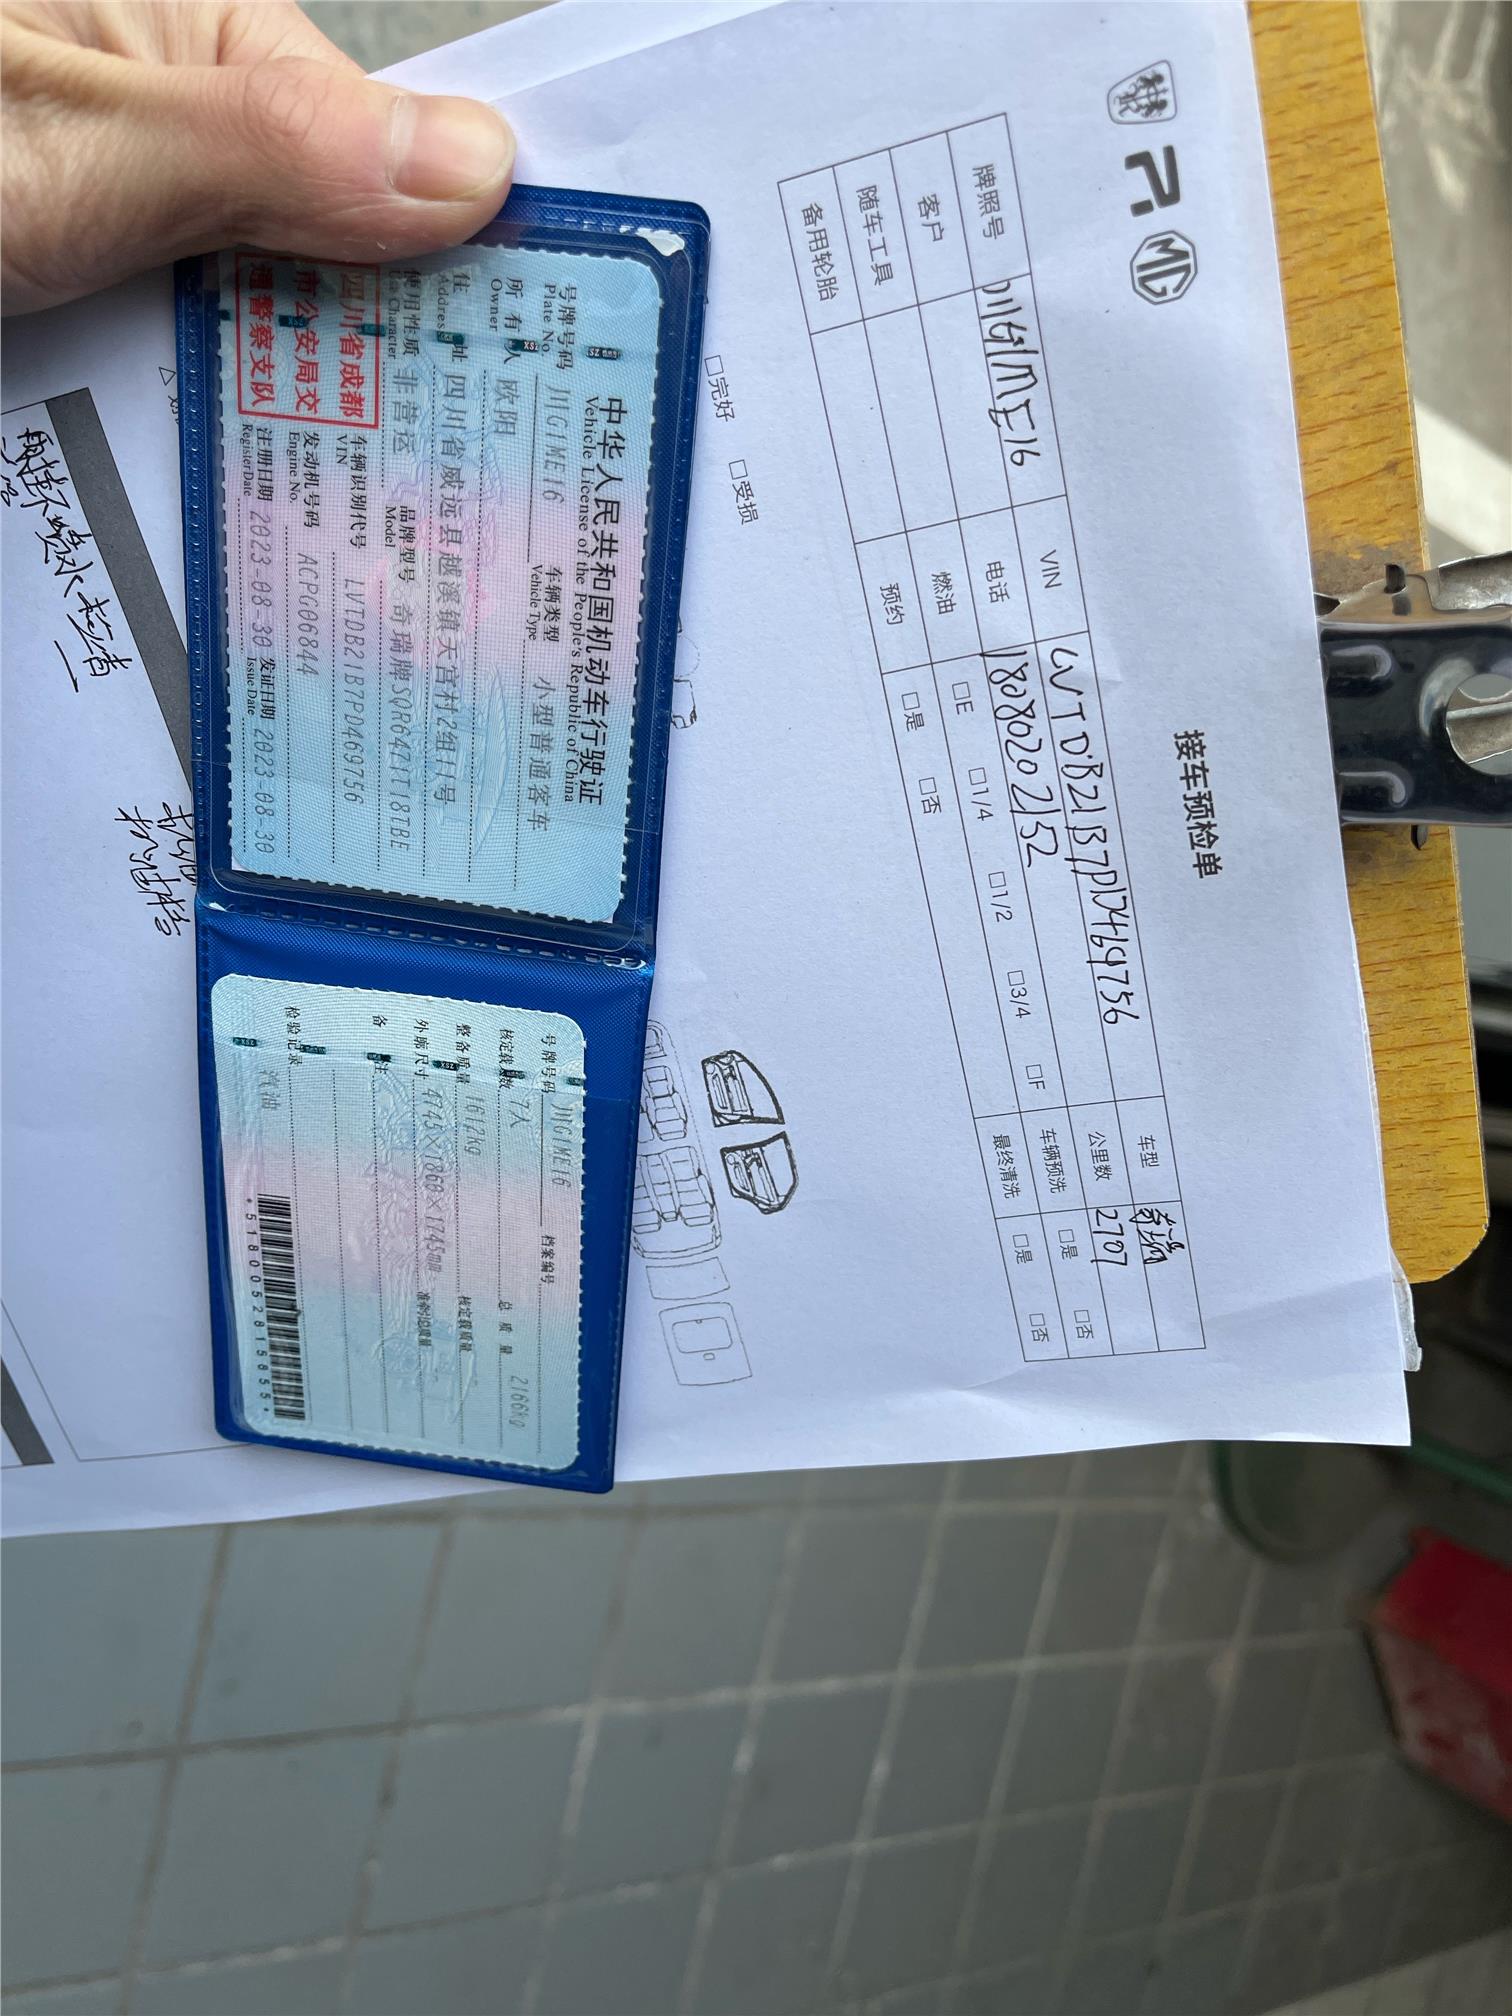 MG
接车预检单
牌照号 川G1ME16 VIN LVTDB21B7PD469756 车型 奇瑞
客户 电话 18080202152 公里数 2707
随车工具 燃油 □E □1/4 □1/2 □3/4 □F 车辆预洗 □是 □否
备用轮胎 预约 □是 □否 最终清洗 □是 □否
□完好 □受损
中华人民共和国机动车行驶证
Vehicle License of the People's Republic of China
号牌号码 川G1ME16 车辆类型 小型普通客车
Plate No. Vehicle Type
所有人 欧阳
Owner
住址 四川省威远县越溪镇天宫村2组11号
Address
使用性质 非营运 品牌型号 奇瑞牌SQR6471T18TBE
Use Character Model
四川省成都
市公安局交
通警察支队
车辆识别代号 LVTDB21B7PD469756
VIN
发动机号码 ACPG06844
Engine No.
注册日期 2023-08-30 发证日期 2023-08-30
Register Date Issue Date
号牌号码 川G1ME16 档案编号
核定载人数 7人 总质量 2166kg
整备质量 1612kg 核定载质量
外廓尺寸 4745×1860×1745mm 准牵引总质量
备注
检验记录
汽油
*5180052815855*